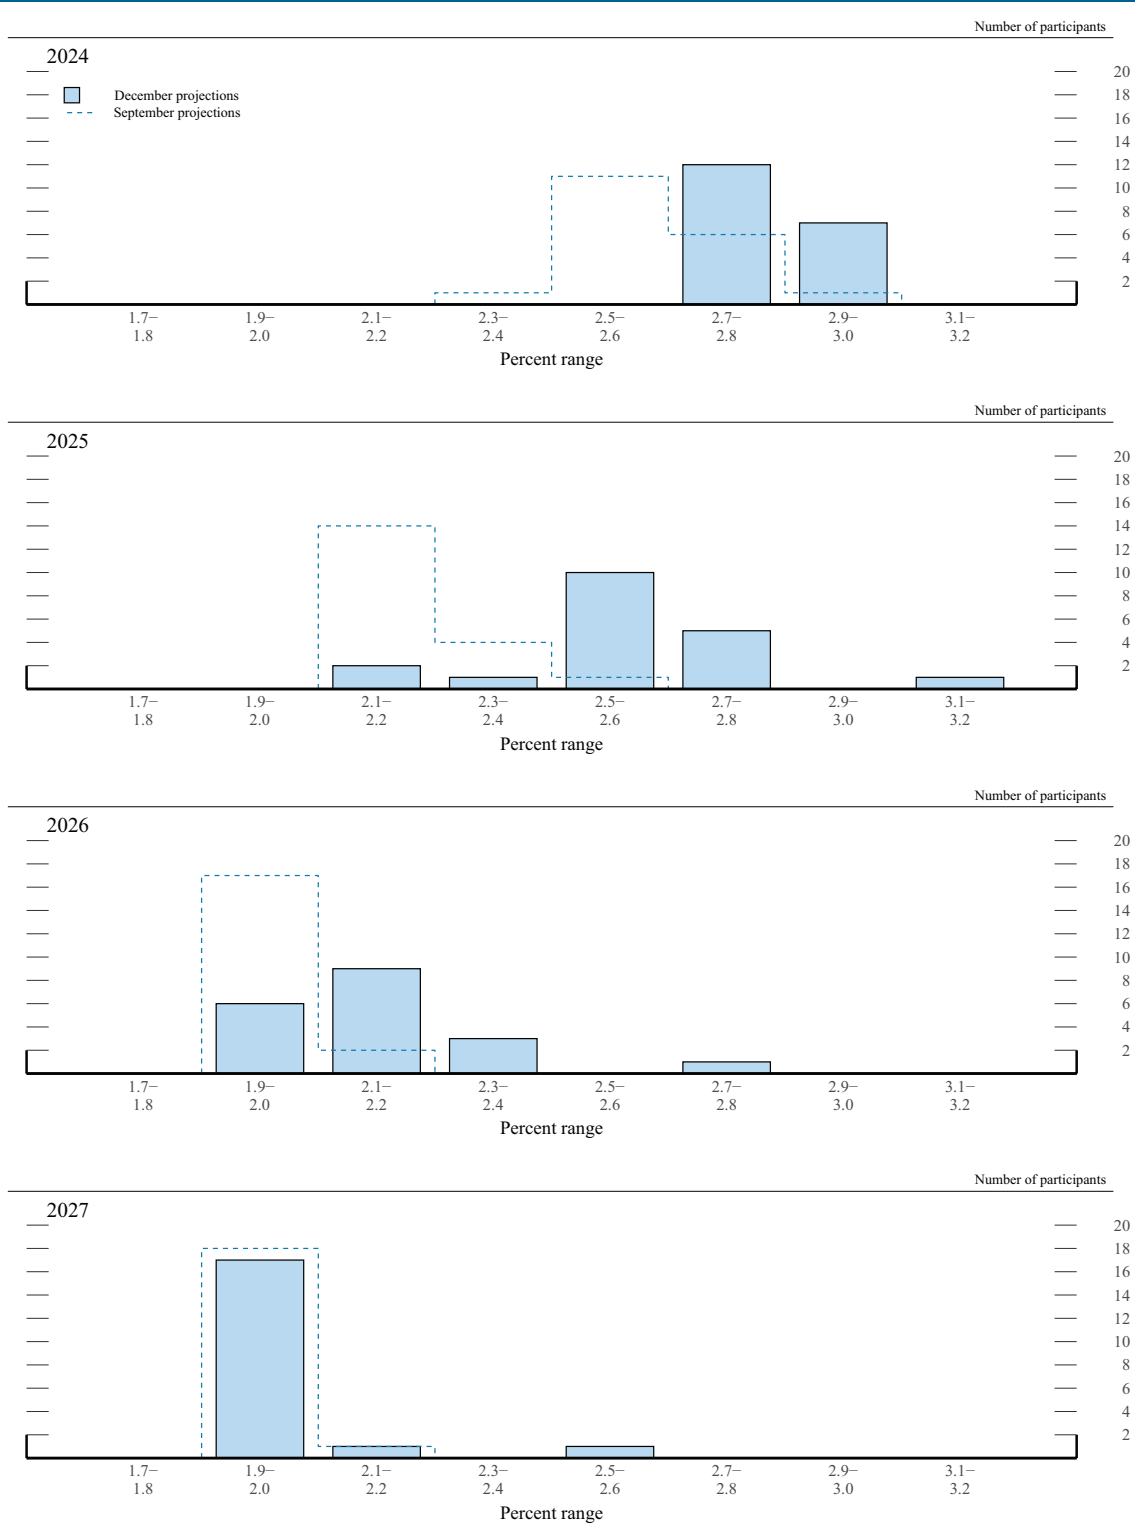 Number of participants
2024
20
December projections
18
September projections
16
14
12
10
8
6
4
2
1.7– 1.9– 2.1– 2.3– 2.5– 2.7– 2.9– 3.1–
1.8 2.0 2.2 2.4 2.6 2.8 3.0 3.2
Percent range
Number of participants
2025
20
18
16
14
12
10
8
6
4
2
1.7– 1.9– 2.1– 2.3– 2.5– 2.7– 2.9– 3.1–
1.8 2.0 2.2 2.4 2.6 2.8 3.0 3.2
Percent range
Number of participants
2026
20
18
16
14
12
10
8
6
4
2
1.7– 1.9– 2.1– 2.3– 2.5– 2.7– 2.9– 3.1–
1.8 2.0 2.2 2.4 2.6 2.8 3.0 3.2
Percent range
Number of participants
2027
20
18
16
14
12
10
8
6
4
2
1.7– 1.9– 2.1– 2.3– 2.5– 2.7– 2.9– 3.1–
1.8 2.0 2.2 2.4 2.6 2.8 3.0 3.2
Percent range